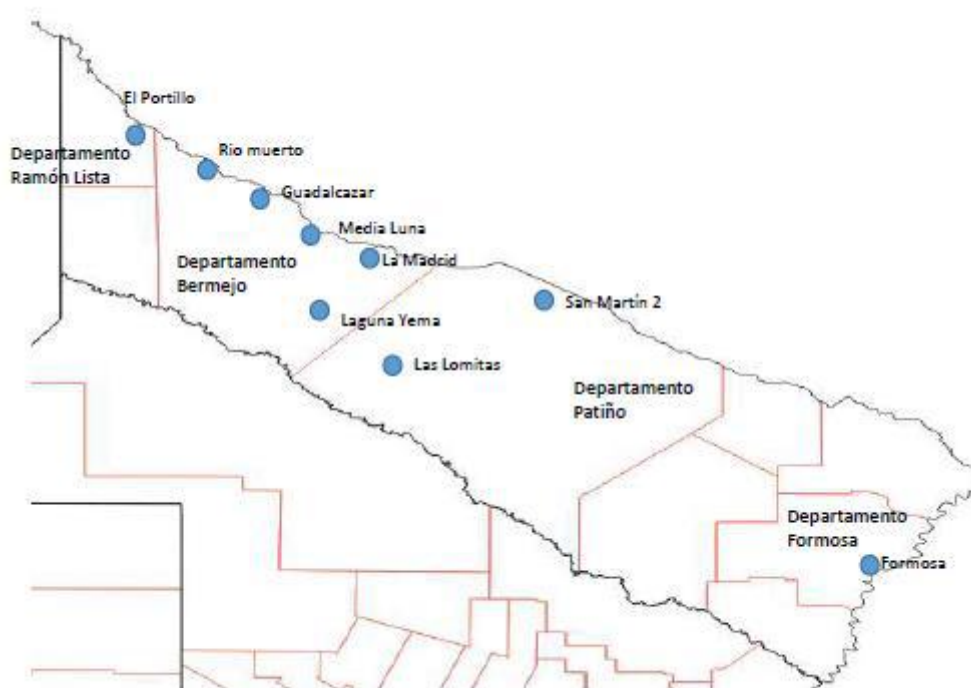 El Portillo
Departamento
Ramón Lista
Rio muerto
Guadalcazar
Media Luna
La Madcid
Departamento
Bermejo
San Martín 2
Laguna Yema
Las Lomitas
Departamento
Patiño
Departamento
Formosa
Formosa